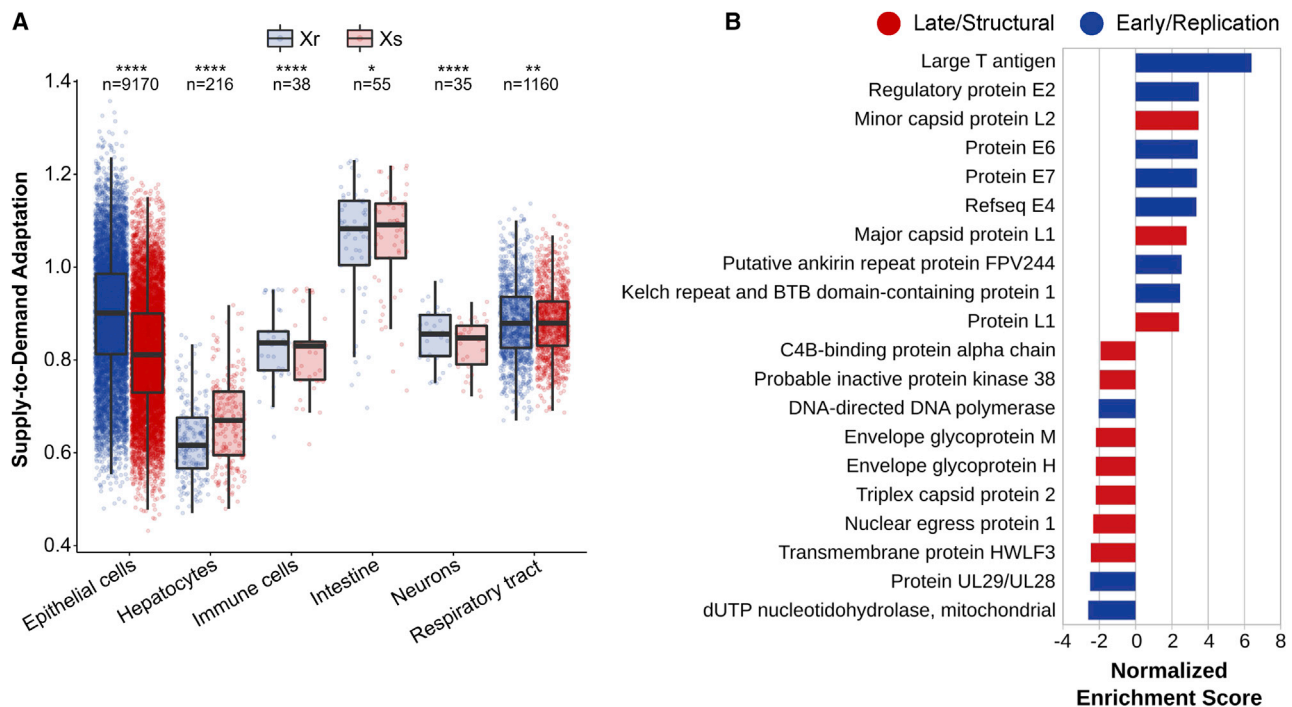 A
Xr
Xs
**** **** **** * **** **
n=9170 n=216 n=38 n=55 n=35 n=1160
Supply-to-Demand Adaptation
1.4
1.2
1.0
0.8
0.6
0.4
Epithelial cells
Hepatocytes
Immune cells
Intestine
Neurons
Respiratory tract
B
Late/Structural
Early/Replication
Large T antigen
Regulatory protein E2
Minor capsid protein L2
Protein E6
Protein E7
Refseq E4
Major capsid protein L1
Putative ankirin repeat protein FPV244
Kelch repeat and BTB domain-containing protein 1
Protein L1
C4B-binding protein alpha chain
Probable inactive protein kinase 38
DNA-directed DNA polymerase
Envelope glycoprotein M
Envelope glycoprotein H
Triplex capsid protein 2
Nuclear egress protein 1
Transmembrane protein HWLF3
Protein UL29/UL28
dUTP nucleotidohydrolase, mitochondrial
-4 -2 0 2 4 6 8
Normalized
Enrichment Score